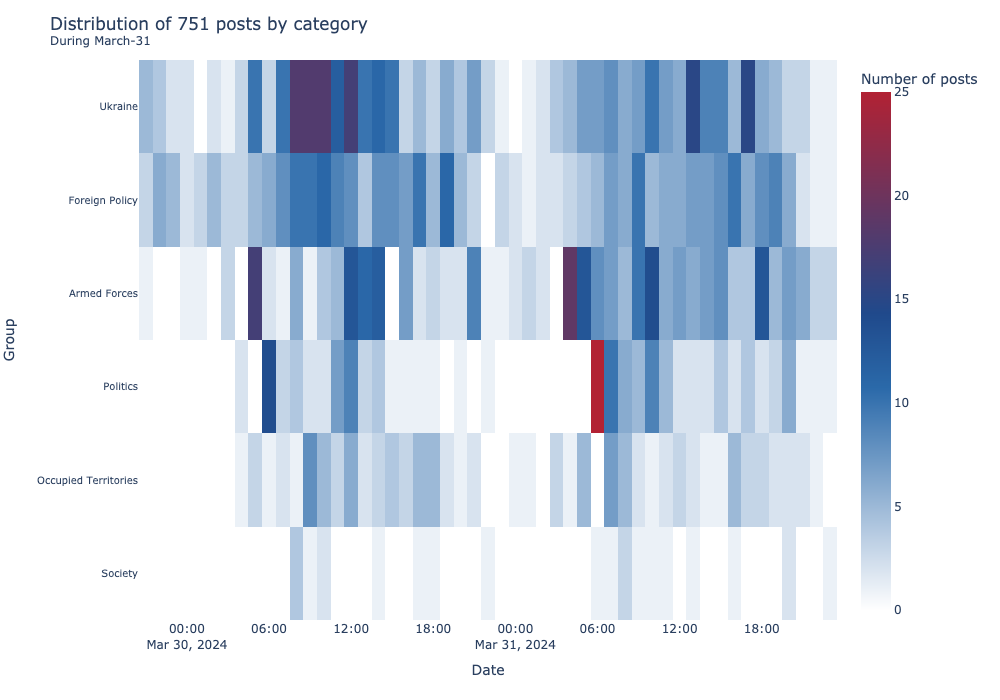 Distribution of 751 posts by category
During March-31
Number of posts
25
20
15
10
5
0
Group
Ukraine
Foreign Policy
Armed Forces
Politics
Occupied Territories
Society
00:00 06:00 12:00 18:00 00:00 06:00 12:00 18:00
Mar 30, 2024 Mar 31, 2024
Date